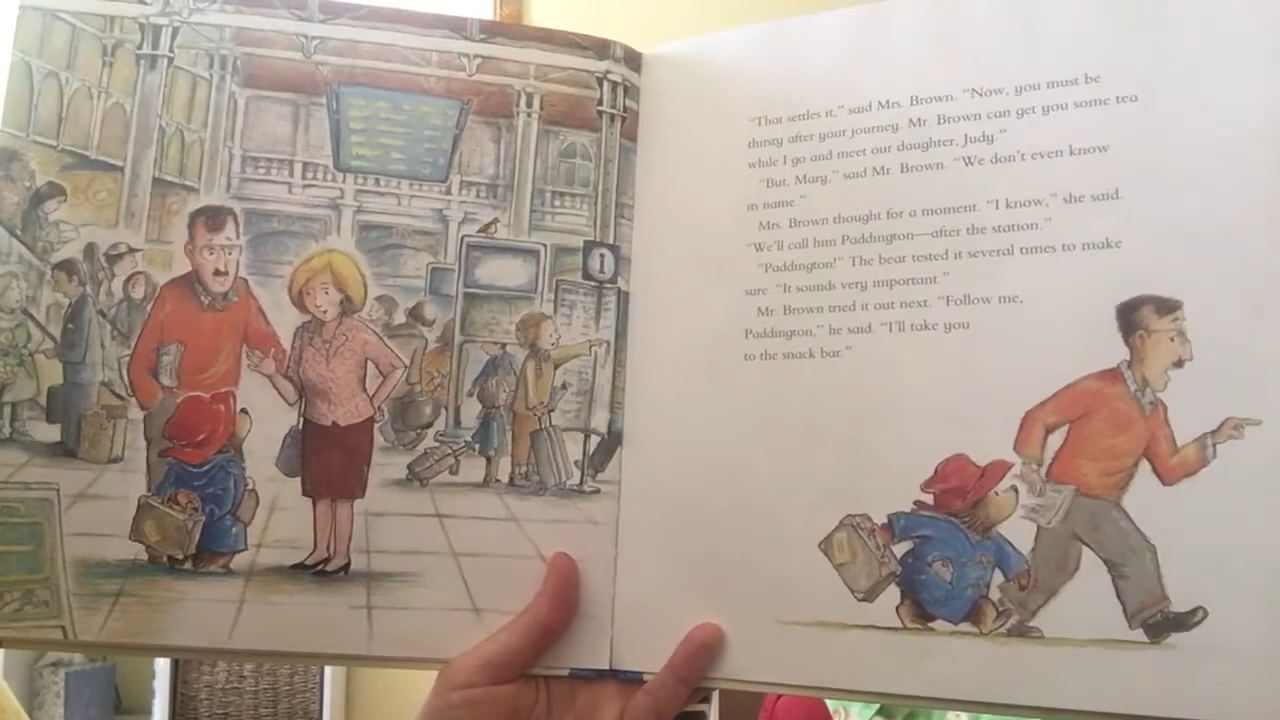 i
"That settles it," said Mrs. Brown. "Now, you must be
thirsty after your journey. Mr. Brown can get you some tea
while I go and meet our daughter, Judy."
"But, Mary," said Mr. Brown. "We don't even know
its name."
Mrs. Brown thought for a moment. "I know," she said.
"We'll call him Paddington—after the station."
"Paddington!" The bear tested it several times to make
sure. "It sounds very important."
Mr. Brown tried it out next. "Follow me,
Paddington," he said. "I'll take you
to the snack bar."